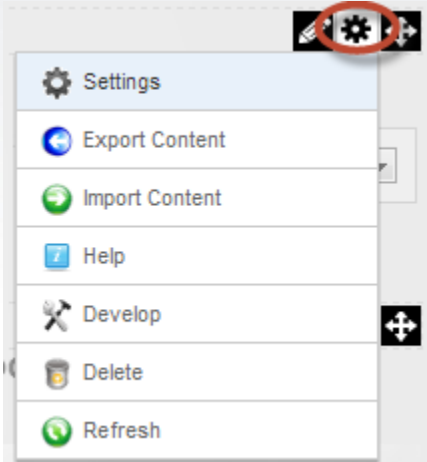 Settings
Export Content
Import Content
Help
Develop
Delete
Refresh